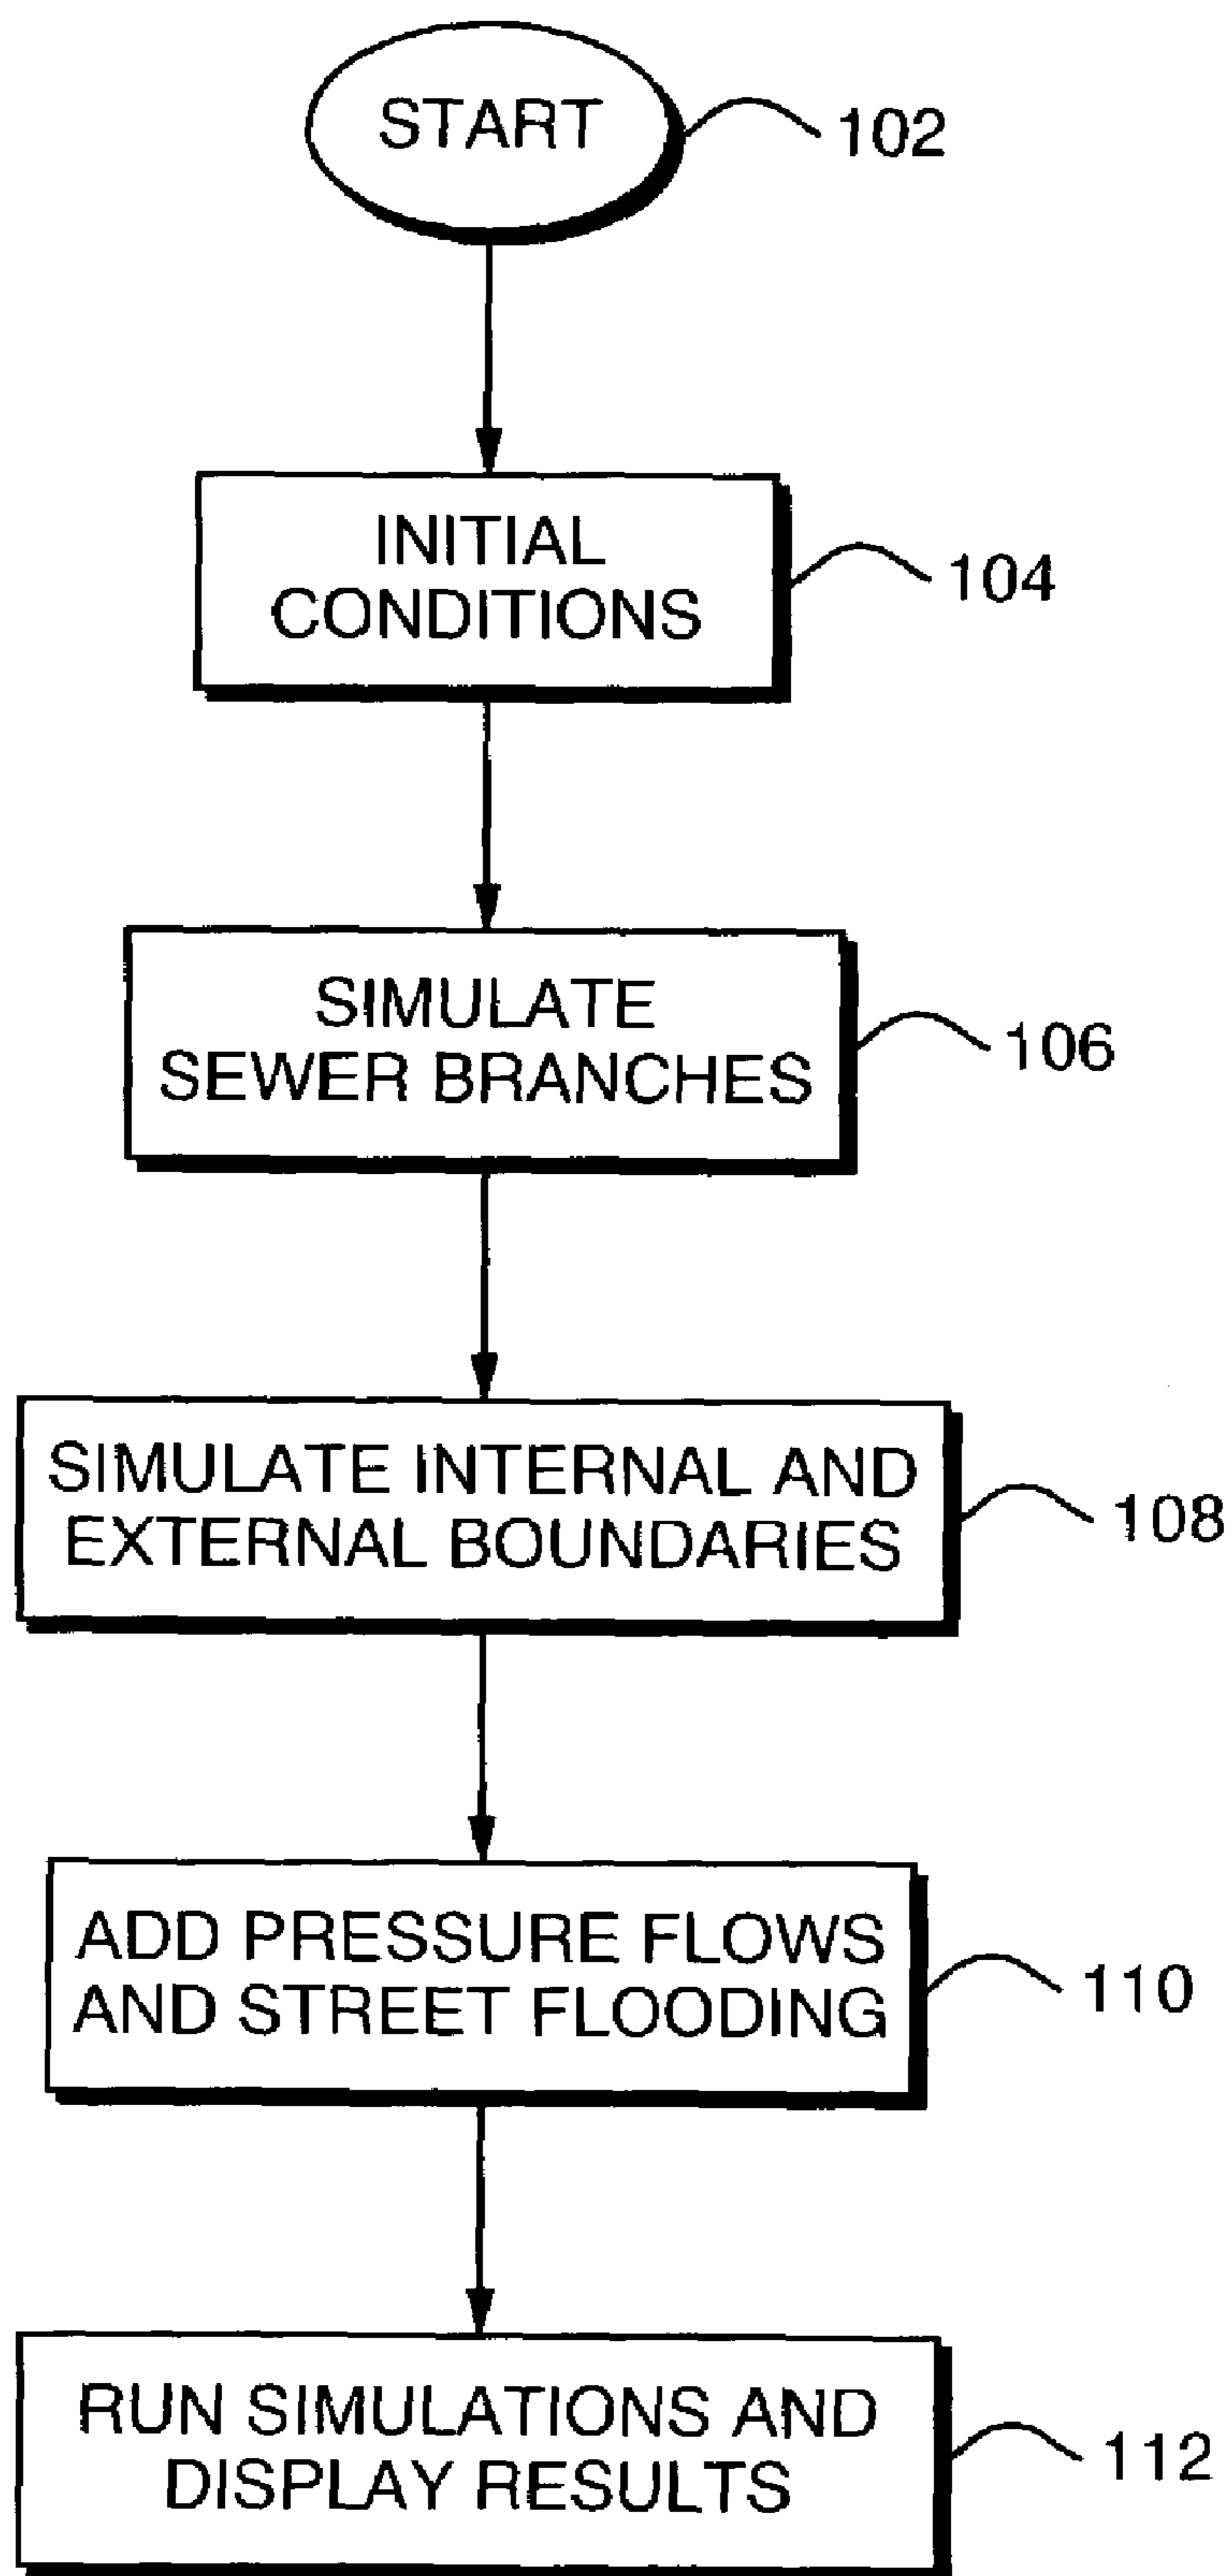 START
102
INITIAL
CONDITIONS
104
SIMULATE
SEWER BRANCHES
106
SIMULATE INTERNAL AND
EXTERNAL BOUNDARIES
108
ADD PRESSURE FLOWS
AND STREET FLOODING
110
RUN SIMULATIONS AND
DISPLAY RESULTS
112